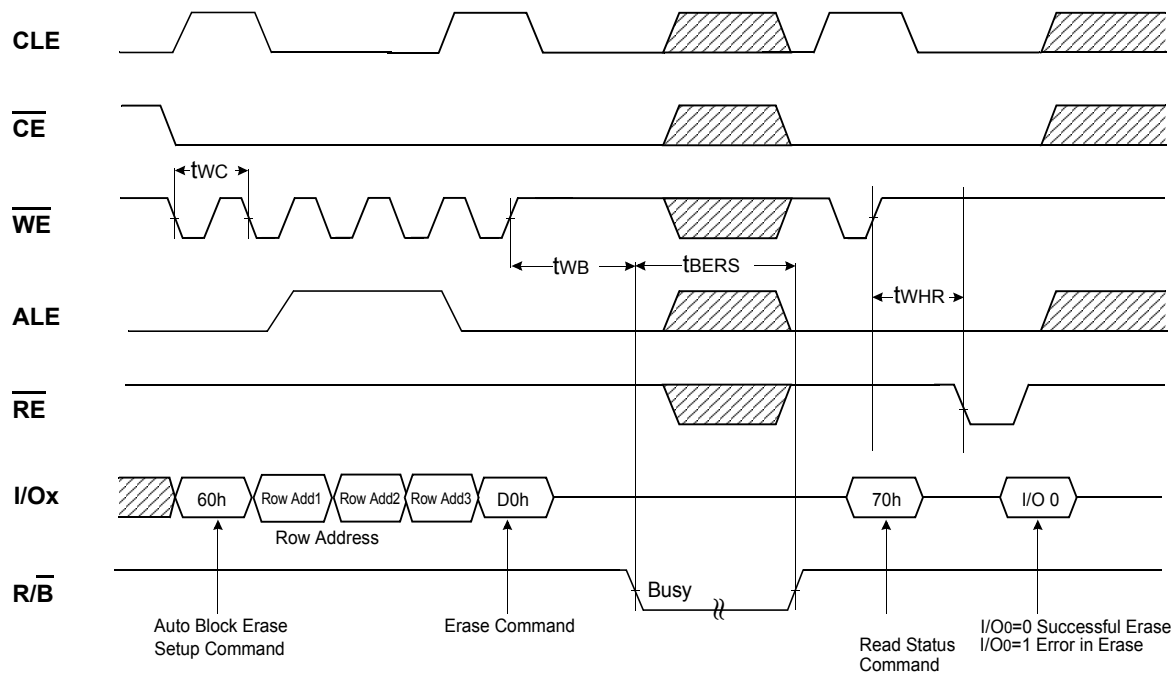 CLE
CE
tWC
WE
tWB
tBERS
tWHR
ALE
RE
I/Ox
60h
Row Add1
Row Add2
Row Add3
D0h
70h
I/O 0
Row Address
R/B
Busy
Auto Block Erase
Setup Command
Erase Command
Read Status
Command
I/O0=0 Successful Erase
I/O0=1 Error in Erase